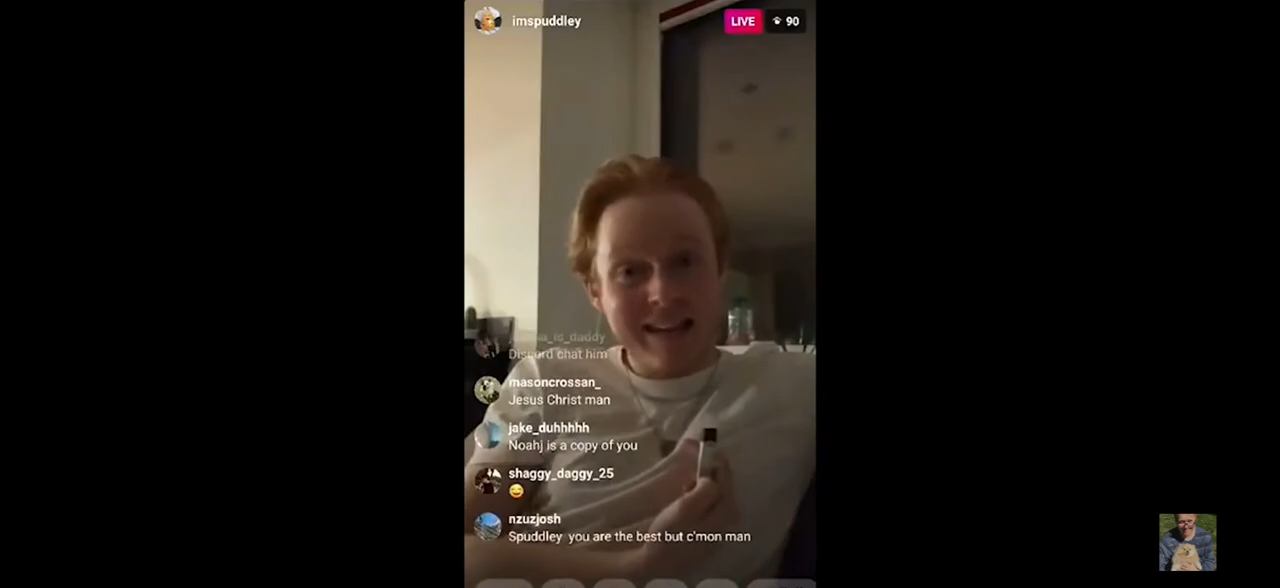 imspuddley
LIVE
90
is_daddy
Discord chat him
masoncrossan_
Jesus Christ man
jake_duhhhhh
Noahj is a copy of you
shaggy_daggy_25
nzuzjosh
Spuddley you are the best but c'mon man